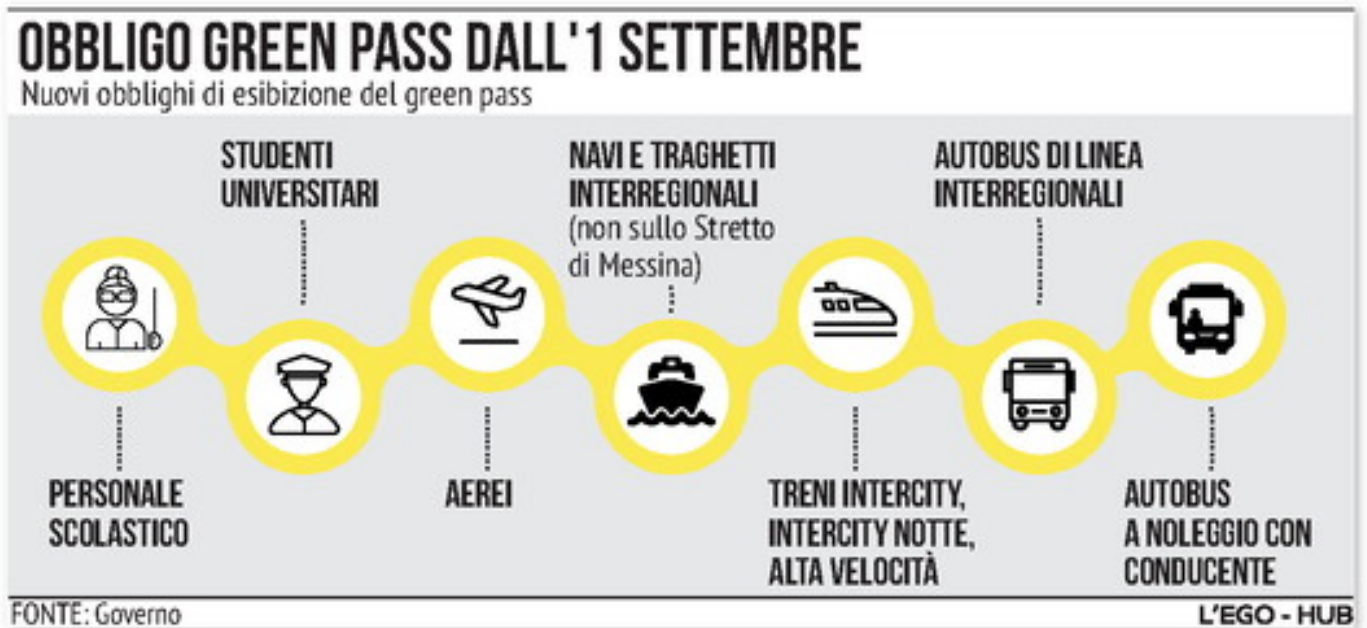 OBBLIGO GREEN PASS DALL'1 SETTEMBRE
Nuovi obblighi di esibizione del green pass
STUDENTI
UNIVERSITARI
NAVI E TRAGHETTI
INTERREGIONALI
(non sullo Stretto
di Messina)
AUTOBUS DI LINEA
INTERREGIONALI
PERSONALE
SCOLASTICO
AEREI
TRENI INTERCITY,
INTERCITY NOTTE,
ALTA VELOCITÀ
AUTOBUS
A NOLEGGIO CON
CONDUCENTE
FONTE: Governo
L'EGO - HUB